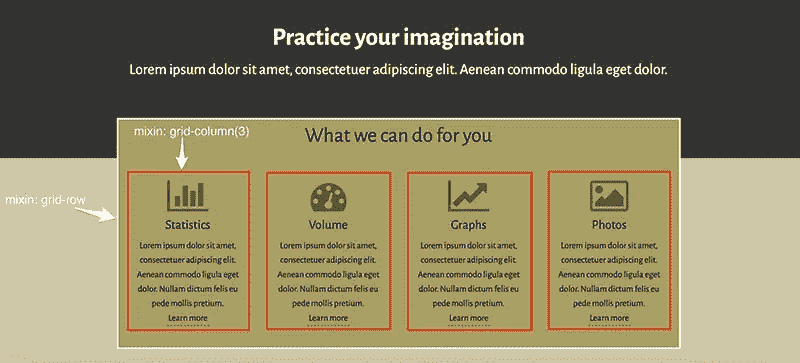 Practice your imagination
Lorem ipsum dolor sit amet, consectetuer adipiscing elit. Aenean commodo ligula eget dolor.
mixin: grid-column(3)
What we can do for you
mixin: grid-row
Statistics
Lorem ipsum dolor sit amet,
consectetuer adipiscing elit.
Aenean commodo ligula eget
dolor. Nullam dictum felis eu
pede mollis pretium.
Learn more
Volume
Lorem ipsum dolor sit amet,
consectetuer adipiscing elit.
Aenean commodo ligula eget
dolor. Nullam dictum felis eu
pede mollis pretium.
Learn more
Graphs
Lorem ipsum dolor sit amet,
consectetuer adipiscing elit.
Aenean commodo ligula eget
dolor. Nullam dictum felis eu
pede mollis pretium.
Learn more
Photos
Lorem ipsum dolor sit amet,
consectetuer adipiscing elit.
Aenean commodo ligula eget
dolor. Nullam dictum felis eu
pede mollis pretium.
Learn more